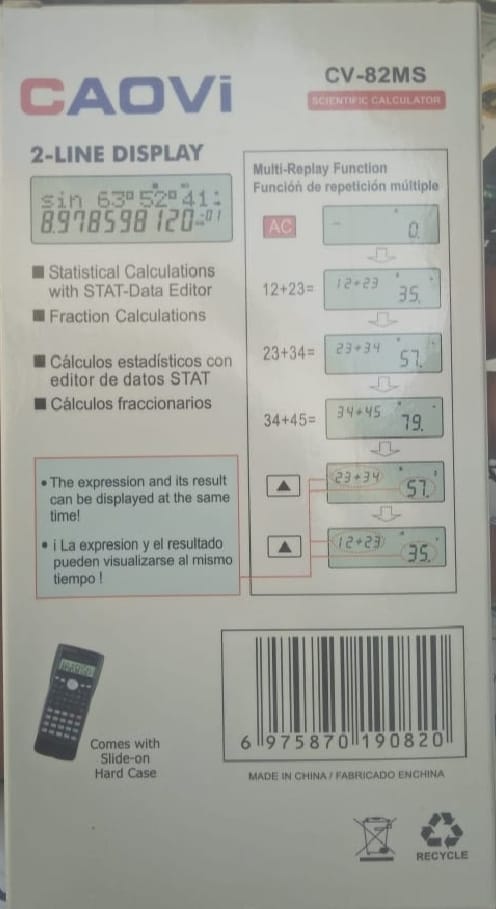 CAOVi
CV-82MS
SCIENTIFIC CALCULATOR
2-LINE DISPLAY
sin 63°52°41:
8.978598120-01
■ Statistical Calculations
with STAT-Data Editor
■ Fraction Calculations
■ Cálculos estadísticos con
editor de datos STAT
■ Cálculos fraccionarios
Multi-Replay Function
Función de repetición múltiple
AC
0.
12+23=
12+23
35.
23+34=
23+34
57.
34+45=
34+45
79.
▲
23+34
57.
▲
12+23
35.
• The expression and its result
can be displayed at the same
time!
• ¡ La expresion y el resultado
pueden visualizarse al mismo
tiempo !
Comes with
Slide-on
Hard Case
6 975870 190820
MADE IN CHINA / FABRICADO EN CHINA
RECYCLE